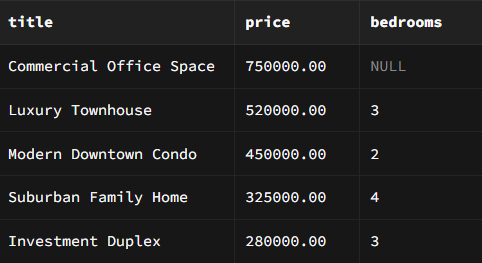 title price bedrooms
Commercial Office Space 750000.00 NULL
Luxury Townhouse 520000.00 3
Modern Downtown Condo 450000.00 2
Suburban Family Home 325000.00 4
Investment Duplex 280000.00 3